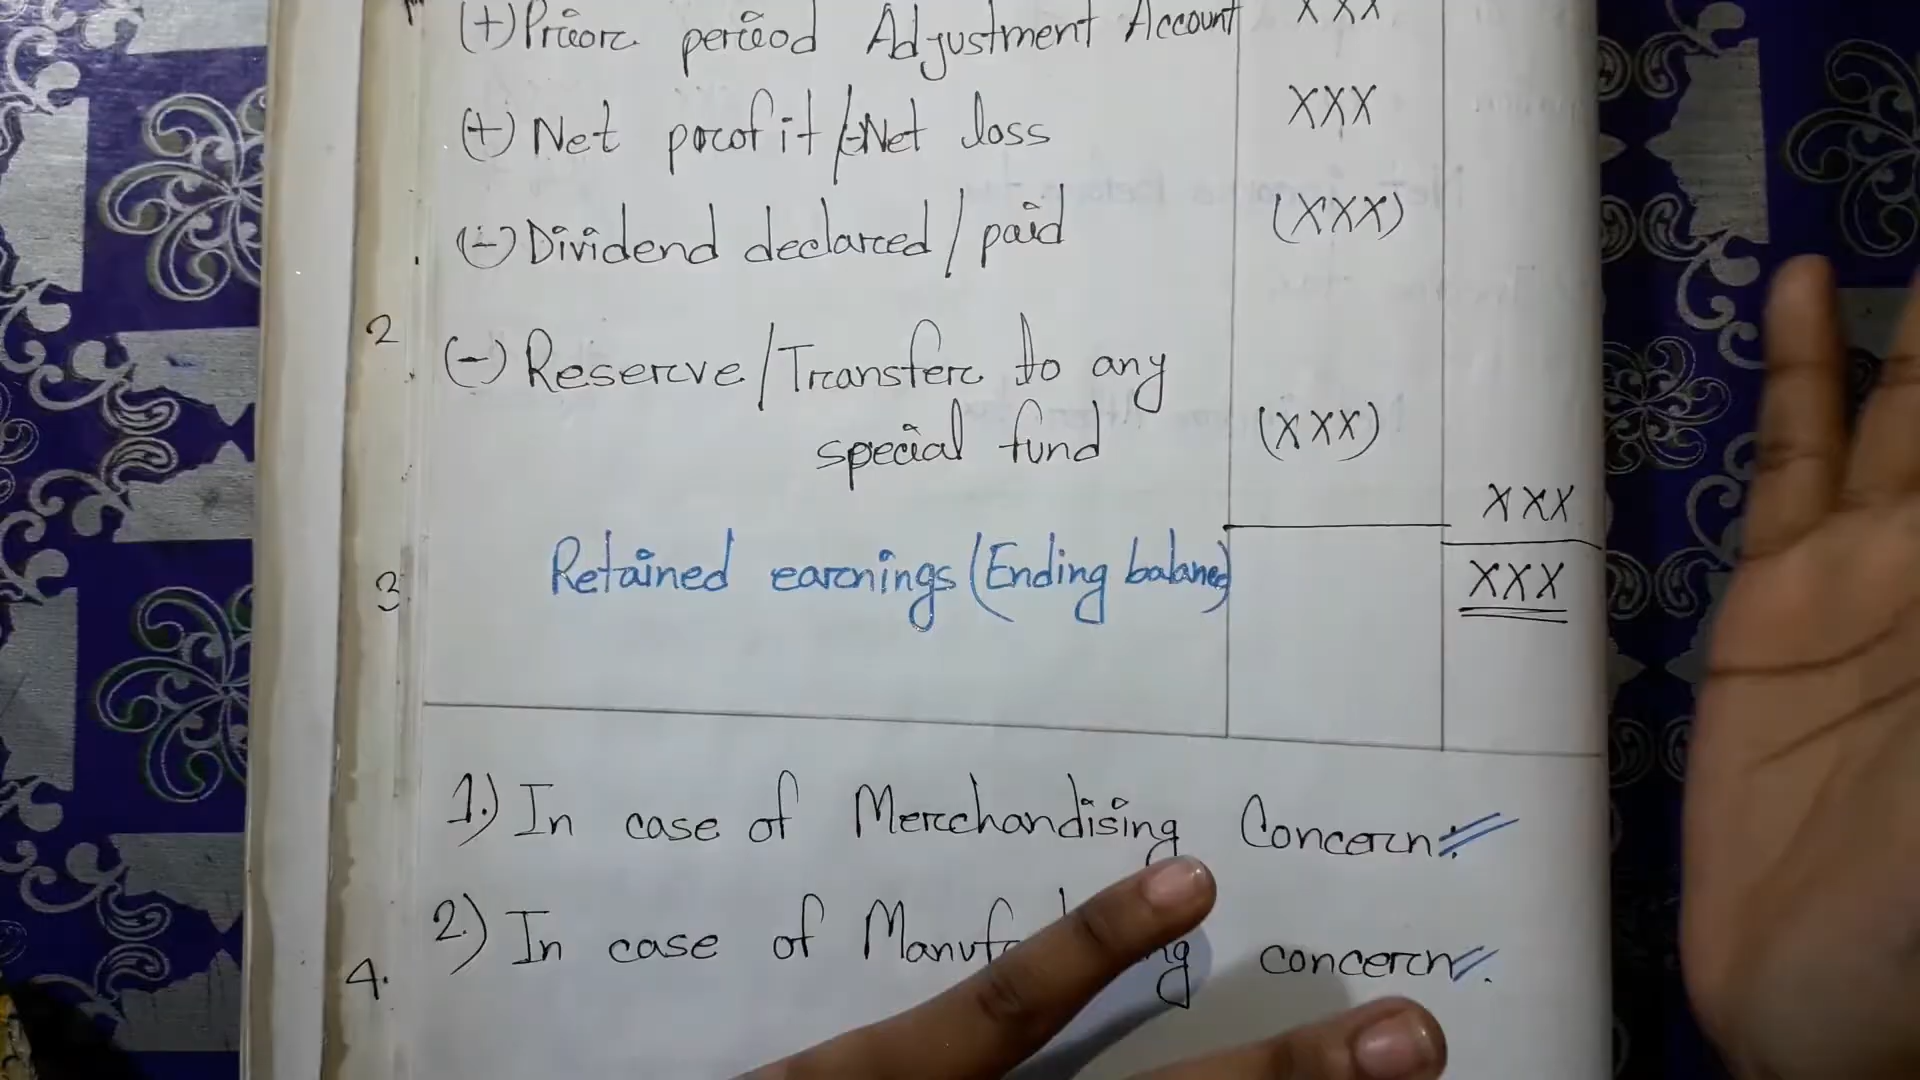 (+) Prior period Adjustment Account XXX
(+) Net profit/(-)Net loss XXX
(-) Dividend declared/paid (XXX)
2
(-) Reserve/Transfer to any
special fund (XXX)
XXX
3 Retained earnings (Ending balance) XXX
1.) In case of Merchandising Concern:
2.) In case of concern.
4.